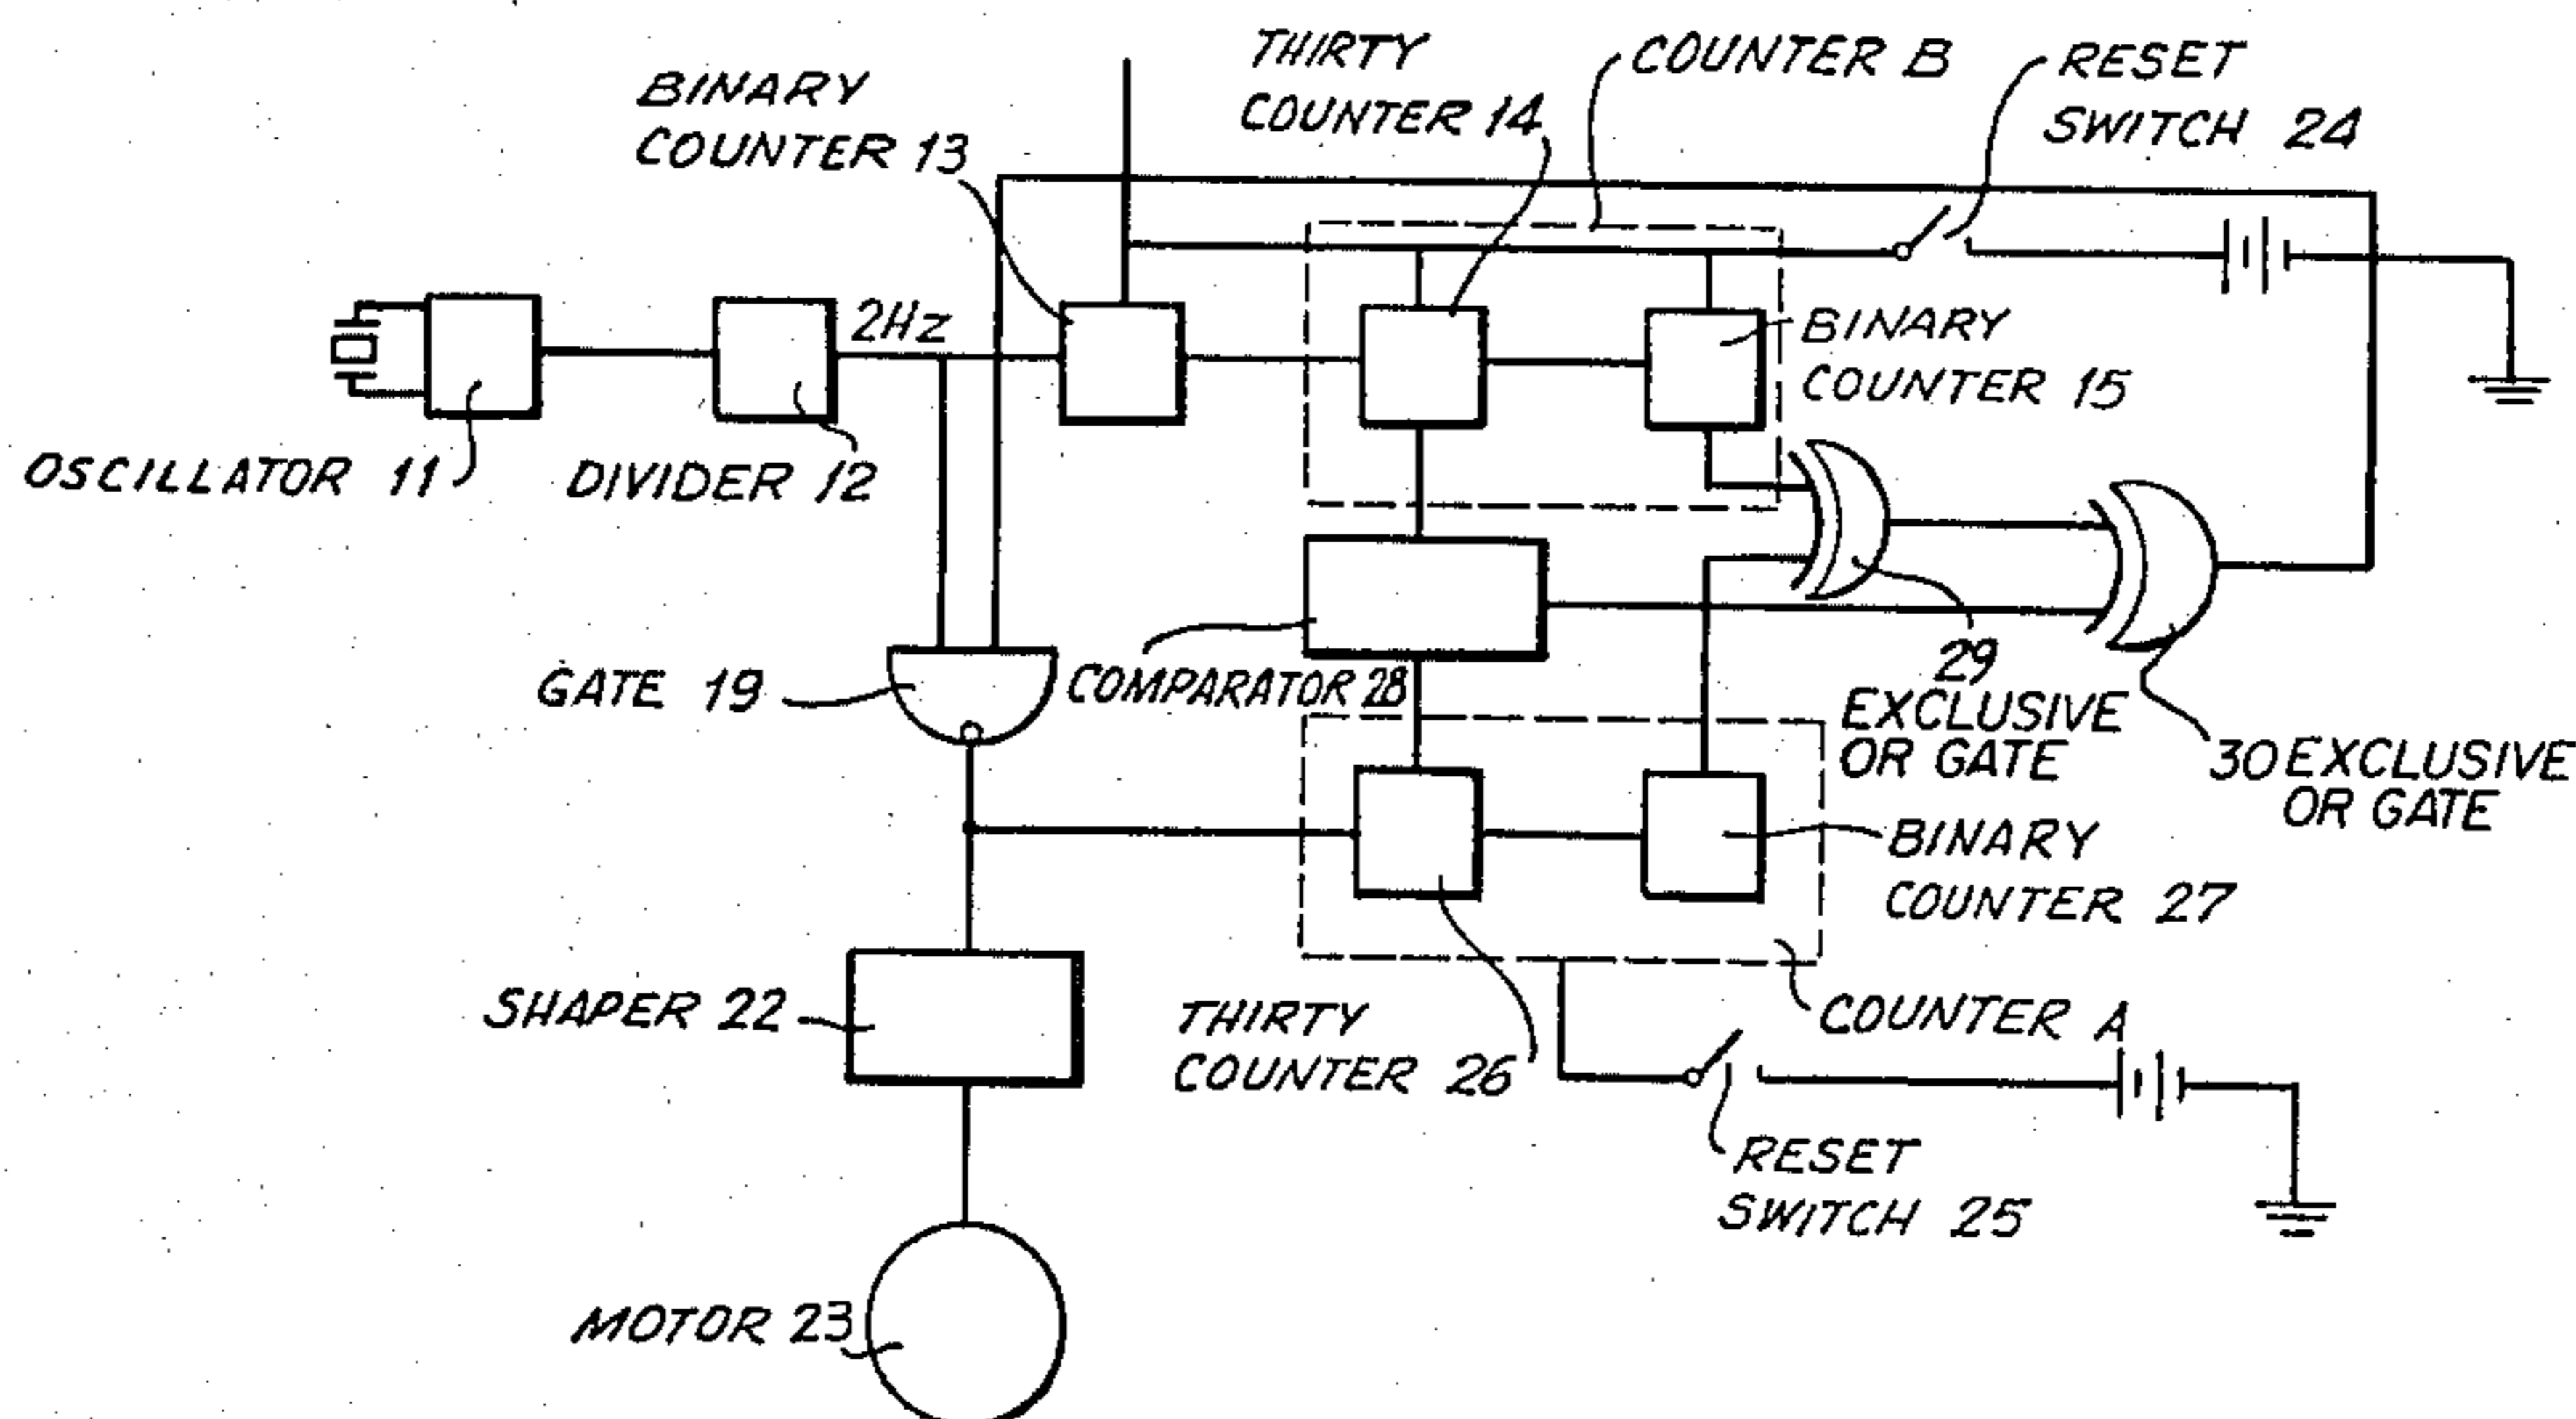 BINARY
COUNTER 13
THIRTY
COUNTER 14
COUNTER B
RESET
SWITCH 24
2Hz
BINARY
COUNTER 15
OSCILLATOR 11
DIVIDER 12
GATE 19
COMPARATOR 28
29
EXCLUSIVE
OR GATE
30 EXCLUSIVE
OR GATE
BINARY
COUNTER 27
SHAPER 22
THIRTY
COUNTER 26
COUNTER A
RESET
SWITCH 25
MOTOR 23